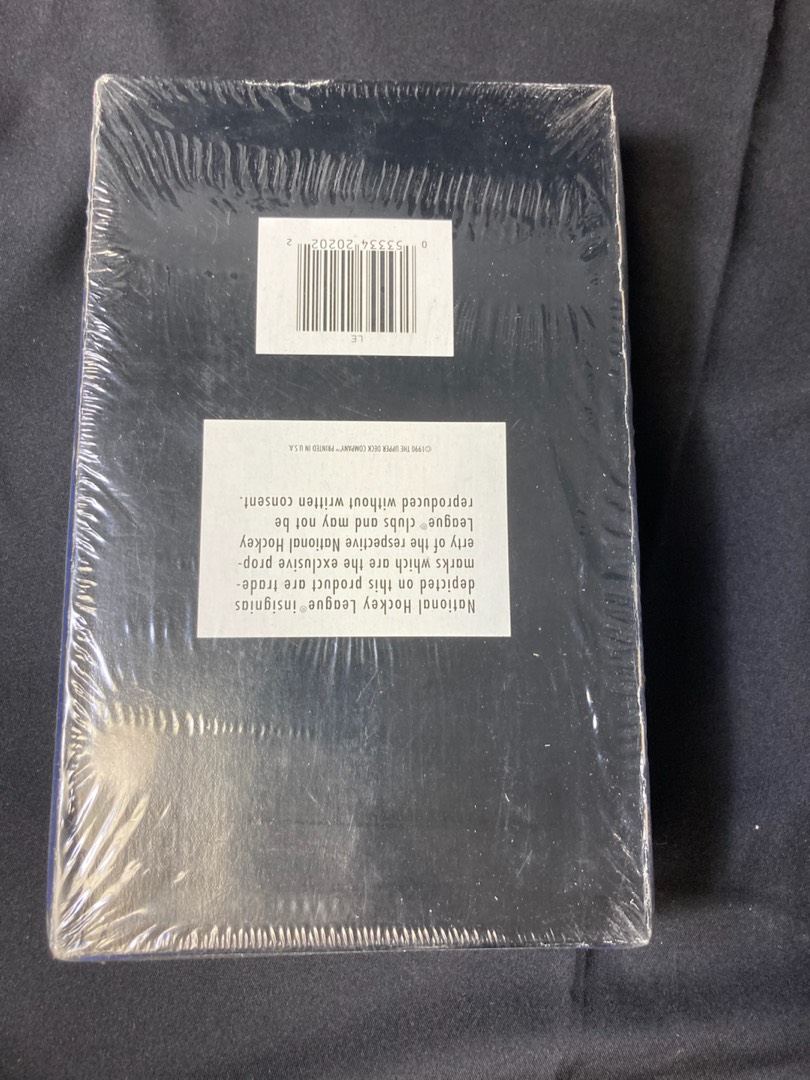 National Hockey League® insignias
depicted on this product are trade-
marks which are the exclusive prop-
erty of the respective National Hockey
League® clubs and may not be
reproduced without written consent.
©1990 THE UPPER DECK COMPANY™ PRINTED IN U.S.A.
LE
0 53334 20202 2